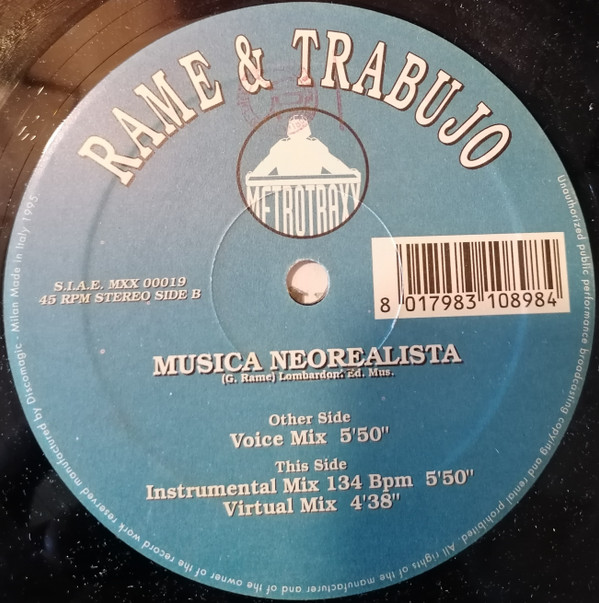 RAME & TRABUJO
METROTRAXX
S.I.A.E. MXX 00019
45 RPM STEREO SIDE B
8 017983 108984
MUSICA NEOREALISTA
(G. Rame) Lombardoni Ed. Mus.
Other Side
Voice Mix 5'50"
This Side
Instrumental Mix 134 Bpm 5'50"
Virtual Mix 4'38"
Unauthorized public performance broadcasting copying and rental prohibited. All rights of the manufacturer and of the owner of the record work reserved manufactured by Discomagic - Milan Made in Italy 1995